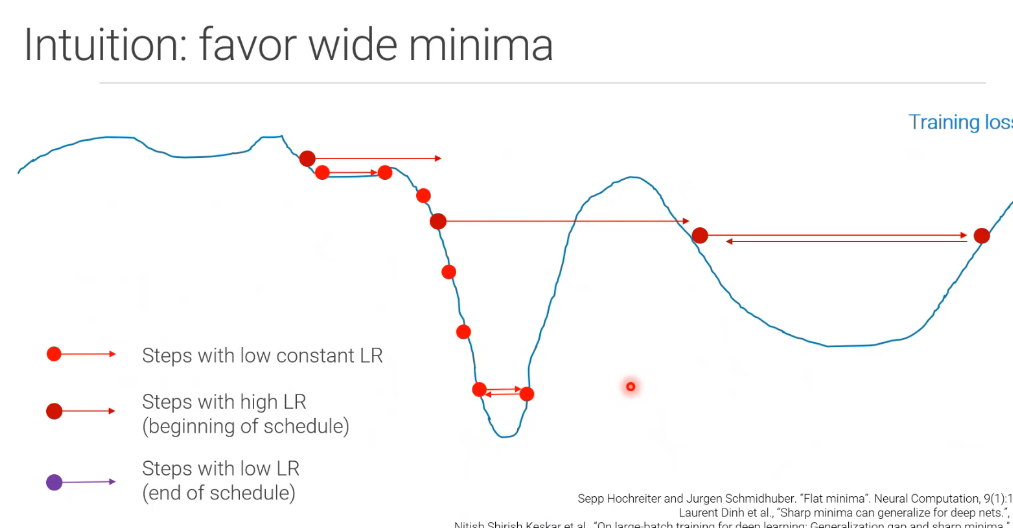 Intuition: favor wide minima
Training loss
Steps with low constant LR
Steps with high LR
(beginning of schedule)
Steps with low LR
(end of schedule)
Sepp Hochreiter and Jurgen Schmidhuber. “Flat minima”. Neural Computation, 9(1):1
Laurent Dinh et al., “Sharp minima can generalize for deep nets.”,
Nitish Shirish Keskar et al., “On large-batch training for deep learning: Generalization gap and sharp minima.”